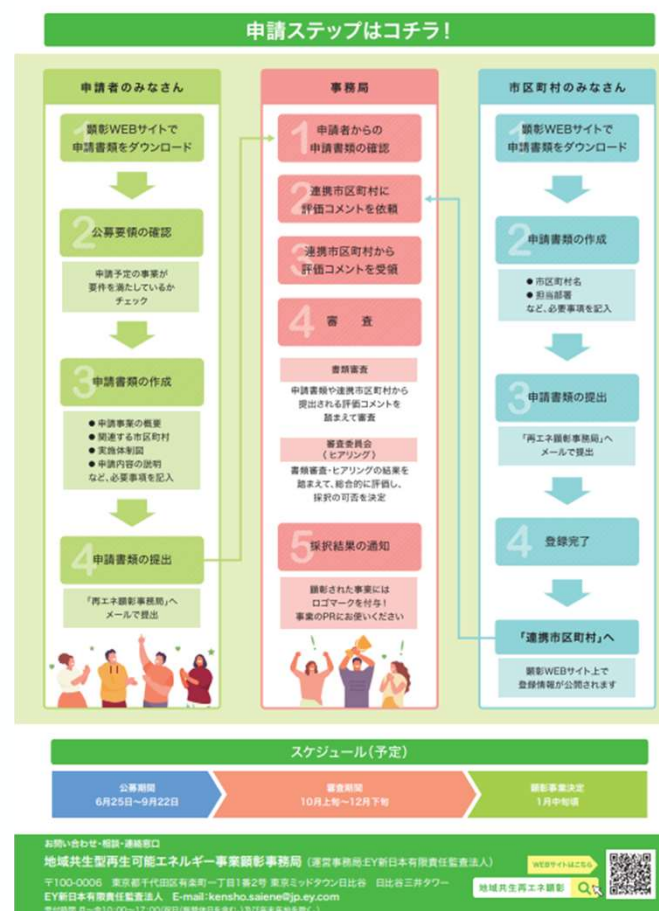 申請ステップはコチラ！
申請者のみなさん
1
顕彰WEBサイトで
申請書類をダウンロード
2
公募要領の確認
申請予定の事業が
要件を満たしているか
チェック
3
申請書類の作成
● 申請事業の概要
● 関連する市区町村
● 実施体制図
● 申請内容の説明
など、必要事項を記入
4
申請書類の提出
「再エネ顕彰事務局」へ
メールで提出
事務局
1
申請者からの
申請書類の確認
2
連携市区町村に
評価コメントを依頼
3
連携市区町村から
評価コメントを受領
4
審　査
書類審査
申請書類や連携市区町村から
提出される評価コメントを
踏まえて審査
審査委員会
（ヒアリング）
書類審査・ヒアリングの結果を
踏まえて、総合的に評価し、
採択の可否を決定
5
採択結果の通知
顕彰された事業には
ロゴマークを付与！
事業のPRにお使いください
市区町村のみなさん
1
顕彰WEBサイトで
申請書類をダウンロード
2
申請書類の作成
● 市区町村名
● 担当部署
など、必要事項を記入
3
申請書類の提出
「再エネ顕彰事務局」へ
メールで提出
4
登録完了
「連携市区町村」へ
顕彰WEBサイト上で
登録情報が公開されます
スケジュール（予定）
公募期間
6月25日～9月22日
審査期間
10月上旬～12月下旬
顕彰事業決定
1月中旬頃
お問い合わせ・相談・連絡窓口
地域共生型再生可能エネルギー事業顕彰事務局（運営事務局：EY新日本有限責任監査法人）
〒100-0006　東京都千代田区有楽町一丁目1番2号 東京ミッドタウン日比谷　日比谷三井タワー
EY新日本有限責任監査法人　E-mail：kensho.saiene@jp.ey.com
WEBサイトはこちら
地域共生再エネ顕彰